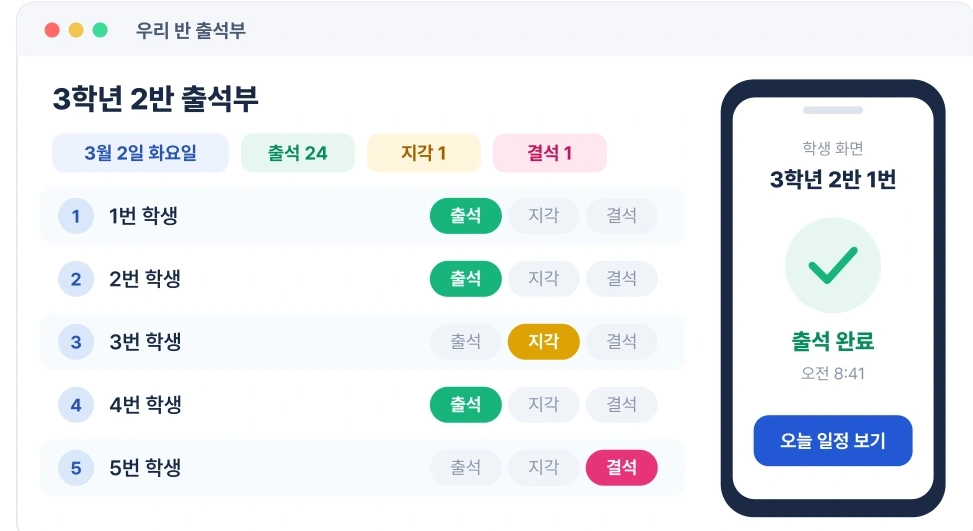 우리 반 출석부
3학년 2반 출석부
3월 2일 화요일 출석 24 지각 1 결석 1
1 1번 학생 출석 지각 결석
2 2번 학생 출석 지각 결석
3 3번 학생 출석 지각 결석
4 4번 학생 출석 지각 결석
5 5번 학생 출석 지각 결석
학생 화면
3학년 2반 1번
출석 완료
오전 8:41
오늘 일정 보기